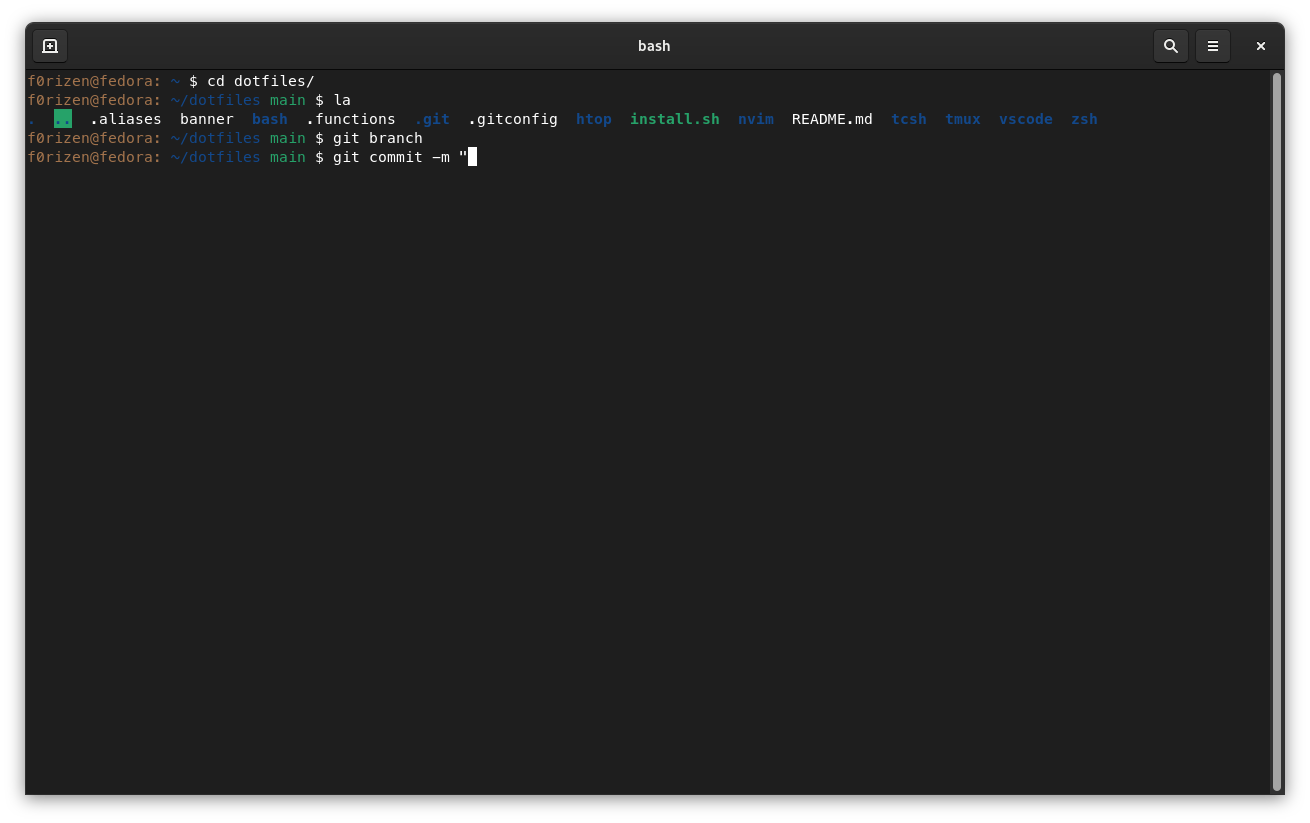 bash
f0rizen@fedora: ~ $ cd dotfiles/
f0rizen@fedora: ~/dotfiles main $ la
.  ..  .aliases  banner  bash  .functions  .git  .gitconfig  htop  install.sh  nvim  README.md  tcsh  tmux  vscode  zsh
f0rizen@fedora: ~/dotfiles main $ git branch
f0rizen@fedora: ~/dotfiles main $ git commit -m "